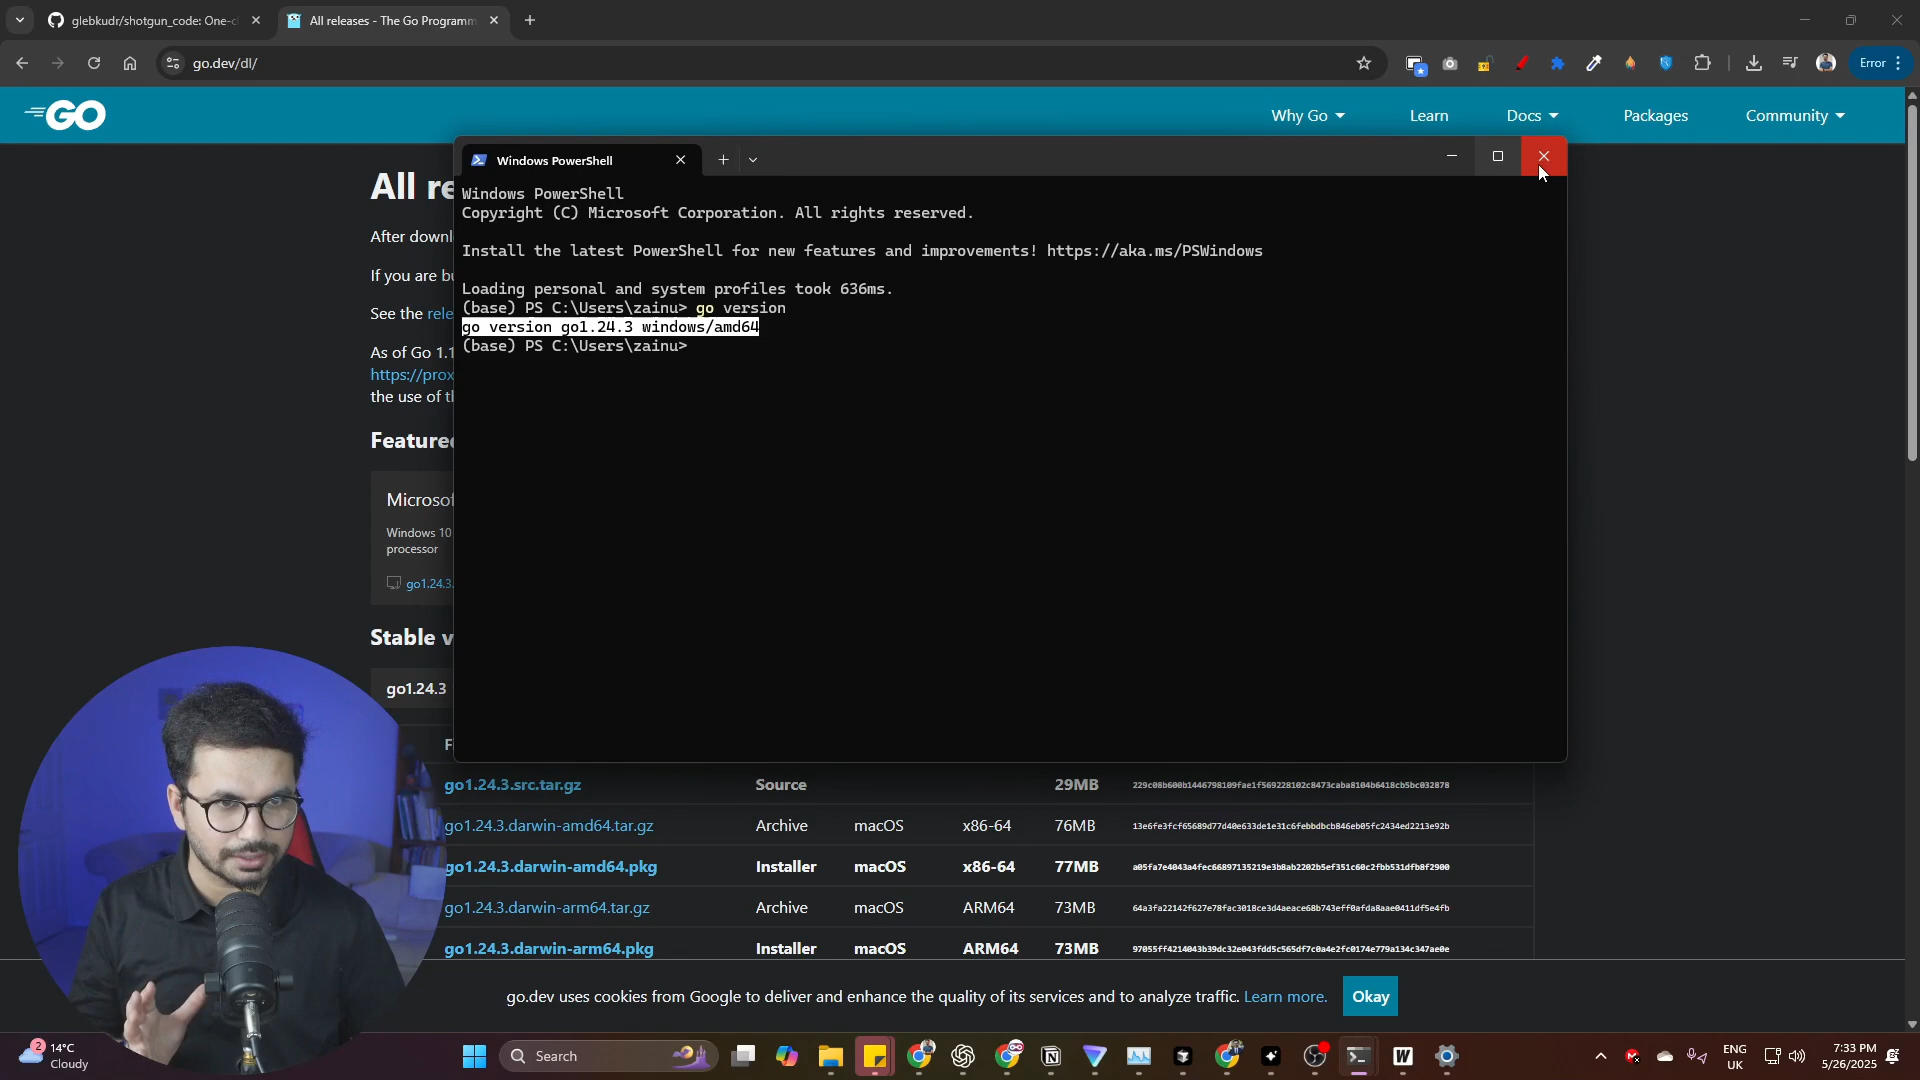 glebkudr/shotgun_code: One-c
All releases - The Go Programm
go.dev/dl/
Error
GO
Why Go
Learn
Docs
Packages
Community
Windows PowerShell
All re
Windows PowerShell
Copyright (C) Microsoft Corporation. All rights reserved.
After downl
Install the latest PowerShell for new features and improvements! https://aka.ms/PSWindows
If you are bu
Loading personal and system profiles took 636ms.
(base) PS C:\Users\zainu> go version
See the rele
go version go1.24.3 windows/amd64
(base) PS C:\Users\zainu>
As of Go 1.1
https://prox
the use of t
Featured
Microsof
Windows 10
processor
go1.24.3.
Stable v
go1.24.3
F
go1.24.3.src.tar.gz Source 29MB 229c08b600b1446798109fae1f569228102c8473caba8104b6418cb5bc032878
go1.24.3.darwin-amd64.tar.gz Archive macOS x86-64 76MB 13e6fe3fcf65689d77d40e633de1e31c6febbdbcb846eb05fc2434ed2213e92b
go1.24.3.darwin-amd64.pkg Installer macOS x86-64 77MB a05fa7e4043a4fec66897135219e3b8ab2202b5ef351c60c2fbb531dfb8f2900
go1.24.3.darwin-arm64.tar.gz Archive macOS ARM64 73MB 64a3fa22142f627e78fac3018ce3d4aeace68b743eff0afda8aae0411df5e4fb
go1.24.3.darwin-arm64.pkg Installer macOS ARM64 73MB 97055ff4214043b39dc32e043fdd5c565df7c0a4e2fc0174e779a134c347ae0e
go.dev uses cookies from Google to deliver and enhance the quality of its services and to analyze traffic. Learn more.
Okay
2
14°C
Cloudy
Search
ENG
UK
7:33 PM
5/26/2025